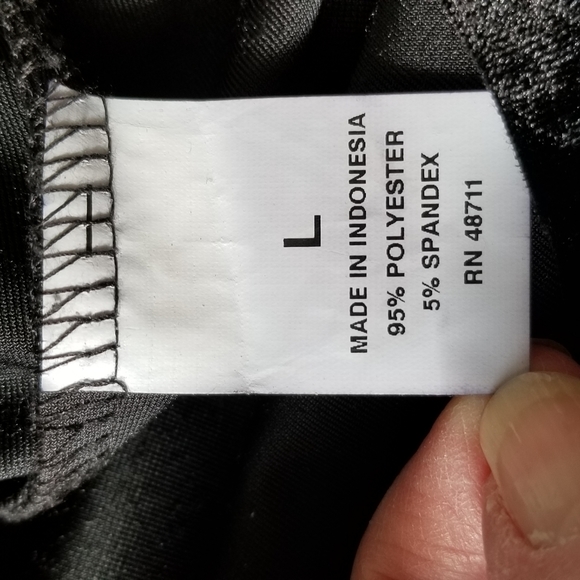 L
MADE IN INDONESIA
95% POLYESTER
5% SPANDEX
RN 48711